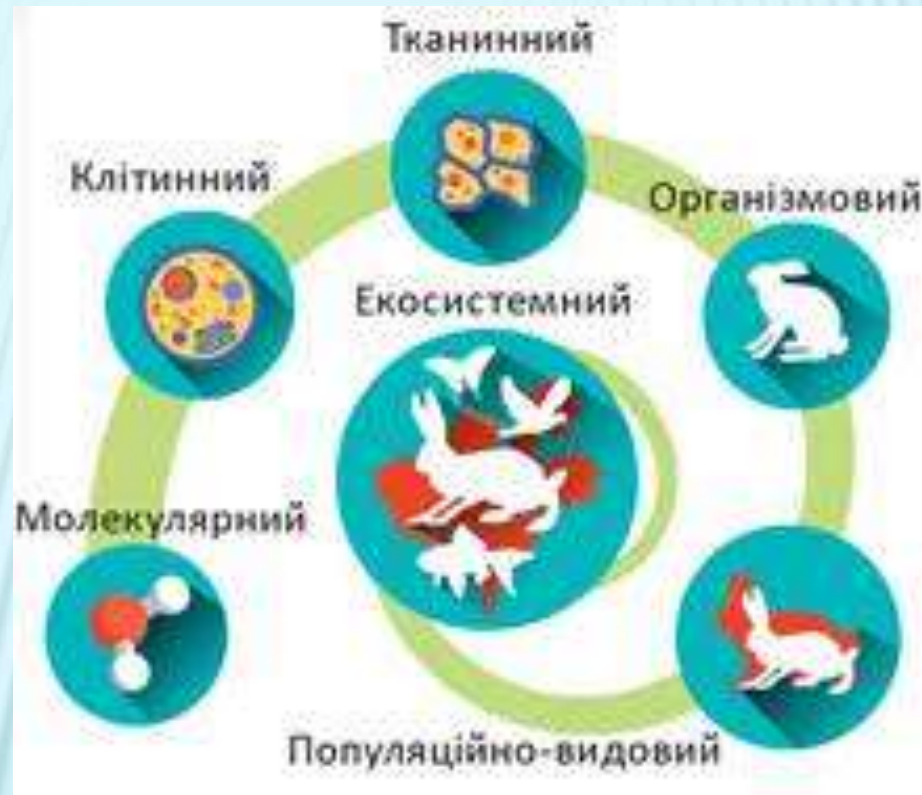 Тканинний
Клітинний
Організмовий
Екосистемний
Молекулярний
Популяційно-видовий